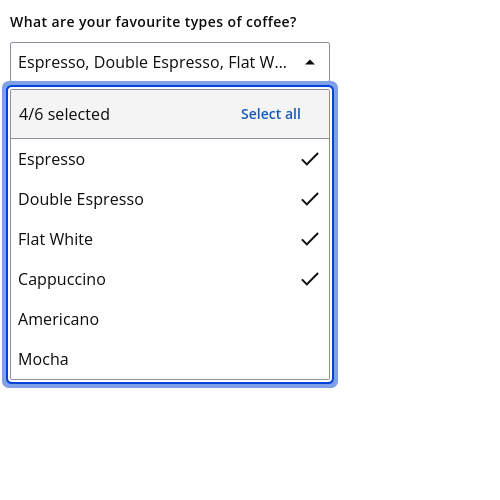 What are your favourite types of coffee?
Espresso, Double Espresso, Flat W...
4/6 selected Select all
Espresso
Double Espresso
Flat White
Cappuccino
Americano
Mocha